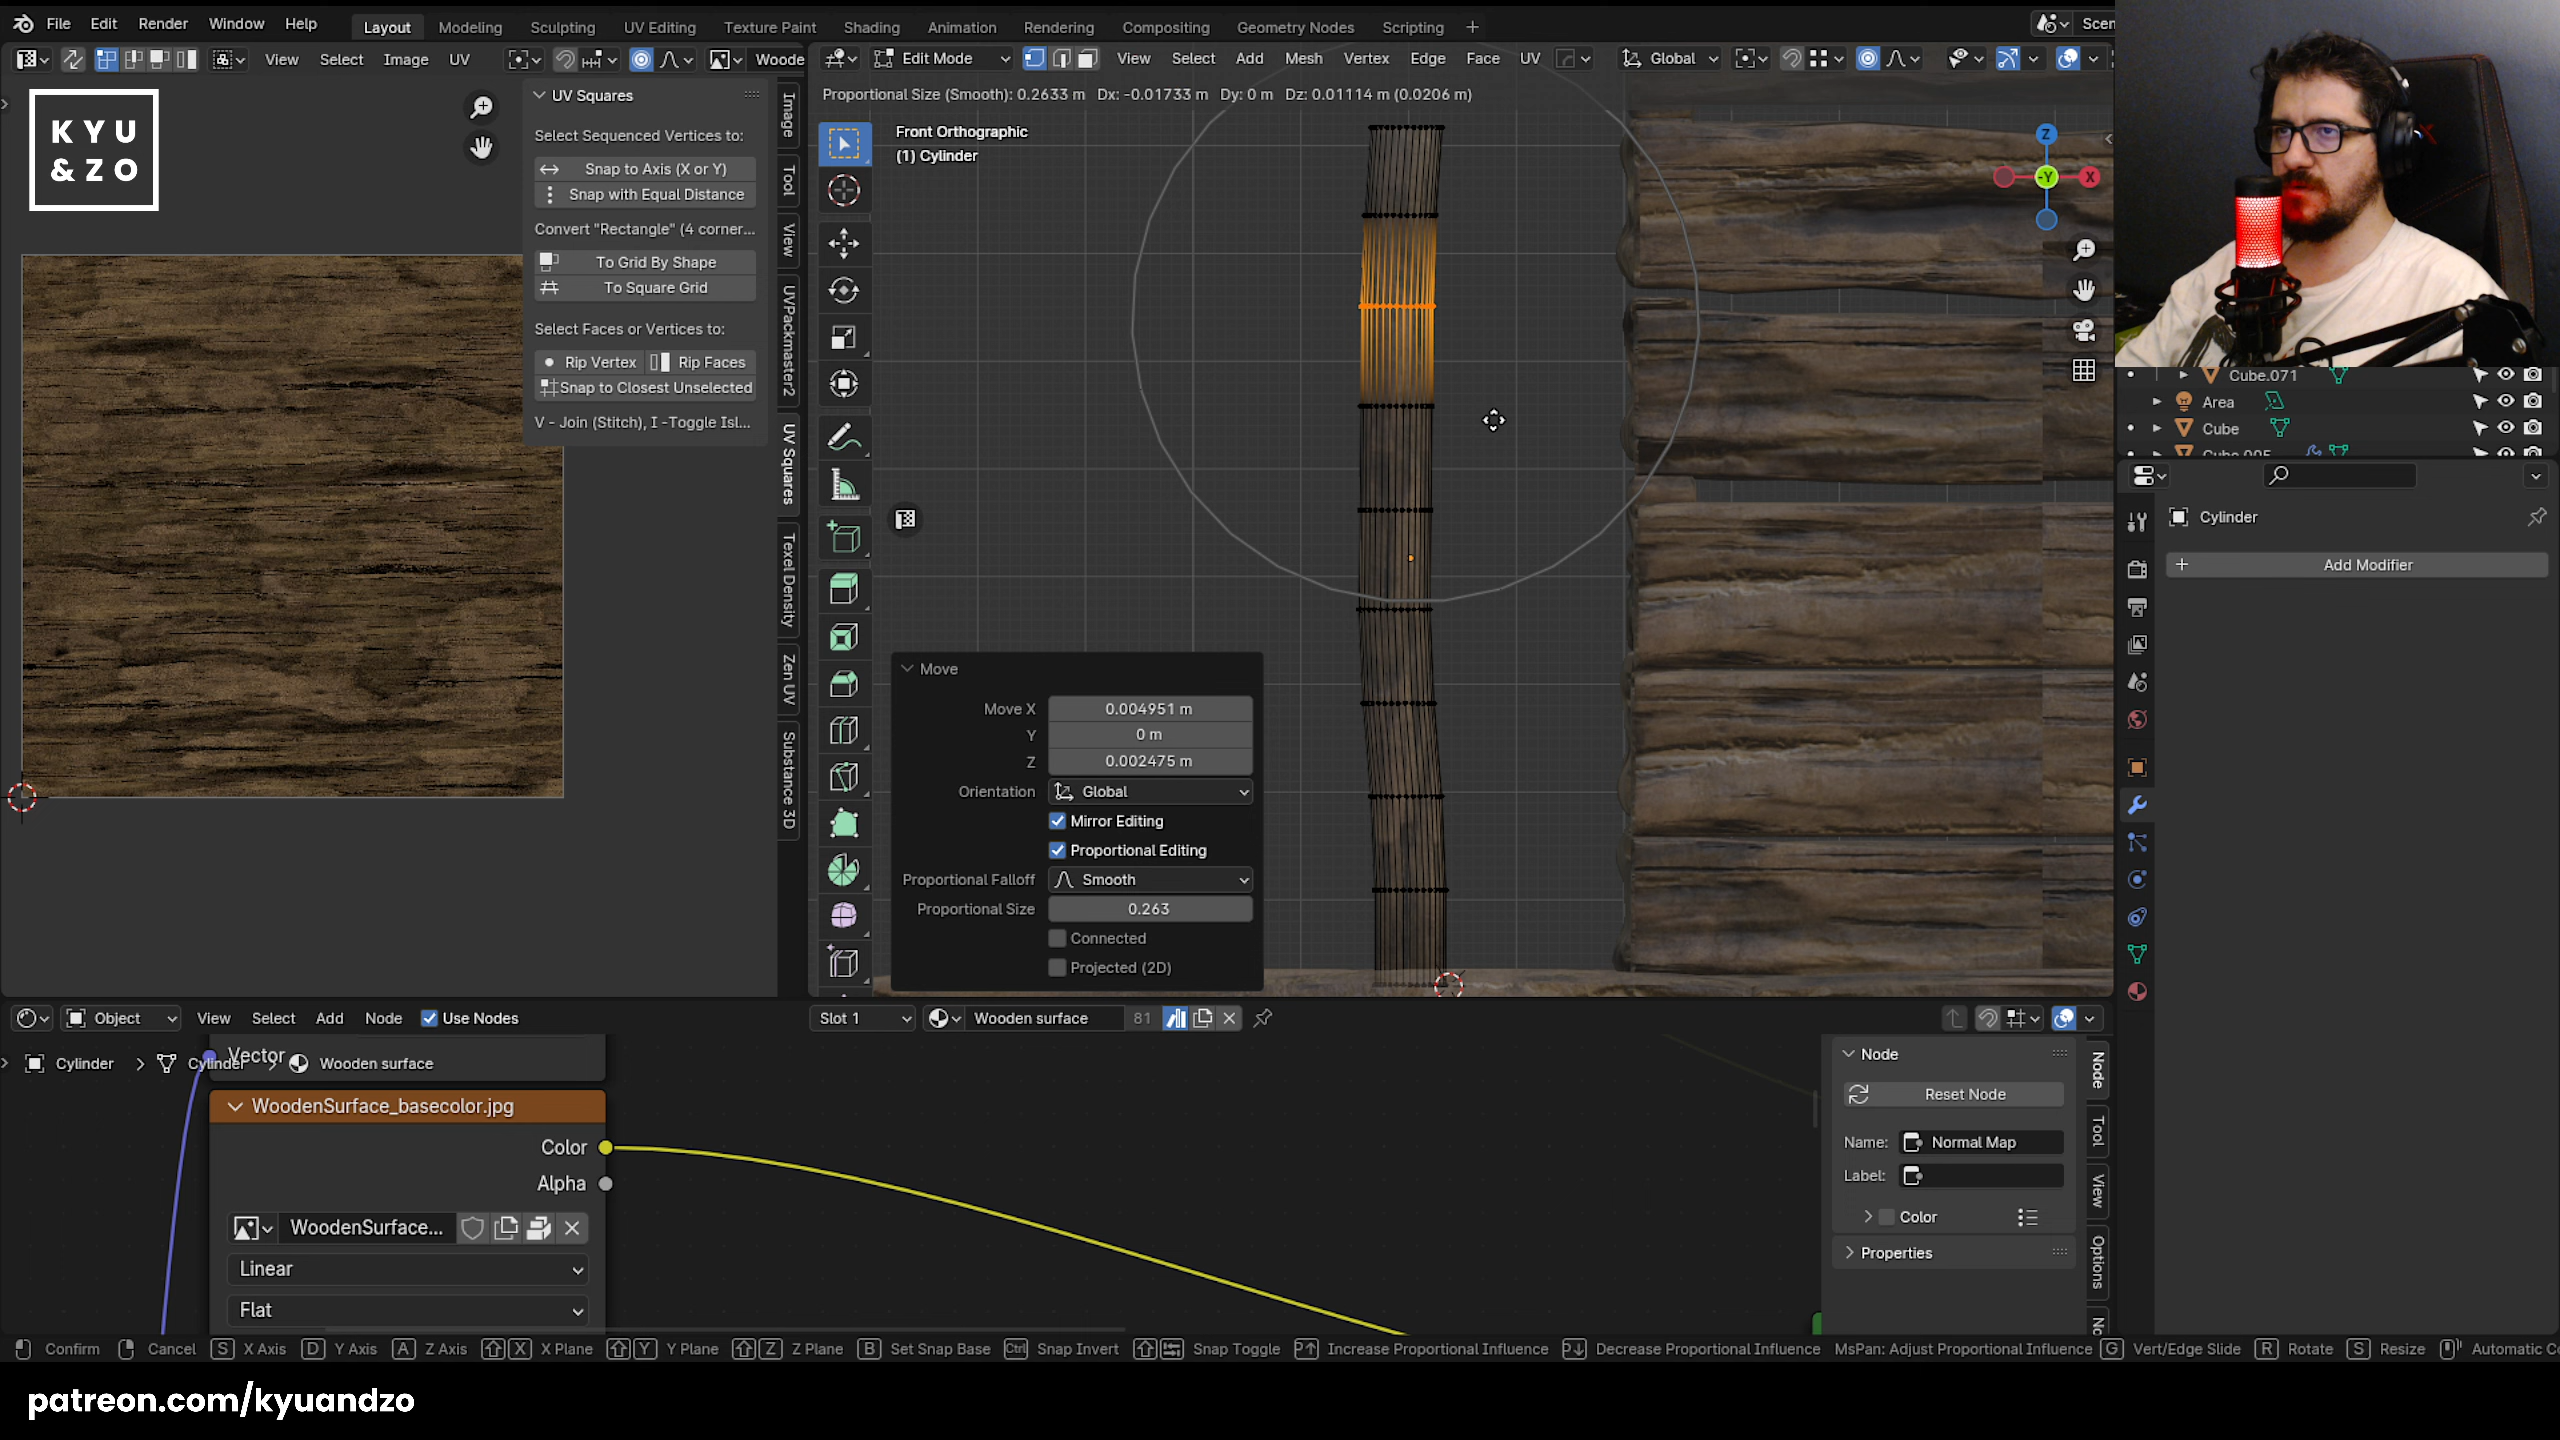 File Edit Render Window Help Layout Modeling Sculpting UV Editing Texture Paint Shading Animation Rendering Compositing Geometry Nodes Scripting + Scen
View Select Image UV Woode
Edit Mode View Select Add Mesh Vertex Edge Face UV Global
Proportional Size (Smooth): 0.2633 m Dx: -0.01733 m Dy: 0 m Dz: 0.01114 m (0.0206 m)
Front Orthographic
(1) Cylinder
KYU
&ZO
UV Squares
Select Sequenced Vertices to:
Snap to Axis (X or Y)
Snap with Equal Distance
Convert "Rectangle" (4 corner...
To Grid By Shape
To Square Grid
Select Faces or Vertices to:
Rip Vertex Rip Faces
Snap to Closest Unselected
V - Join (Stitch), I -Toggle Isl...
Image
Tool
View
UVPackmaster2
UV Squares
Texel Density
Zen UV
Substance 3D
Z
-Y
X
Move
Move X 0.004951 m
Y 0 m
Z 0.002475 m
Orientation Global
Mirror Editing
Proportional Editing
Proportional Falloff Smooth
Proportional Size 0.263
Connected
Projected (2D)
Cube.071
Area
Cube
Cube.005
Cylinder
Add Modifier
Object View Select Add Node Use Nodes Slot 1 Wooden surface 81
Cylinder > Cylinder > Wooden surface
Vector
WoodenSurface_basecolor.jpg
Color
Alpha
WoodenSurface...
Linear
Flat
Node
Reset Node
Name: Normal Map
Label:
Color
Properties
Node
Tool
View
Options
No
Confirm Cancel S X Axis D Y Axis A Z Axis X X Plane Y Y Plane Z Z Plane B Set Snap Base Ctrl Snap Invert Snap Toggle Increase Proportional Influence Decrease Proportional Influence MsPan: Adjust Proportional Influence G Vert/Edge Slide R Rotate S Resize Automatic Co
patreon.com/kyuandzo